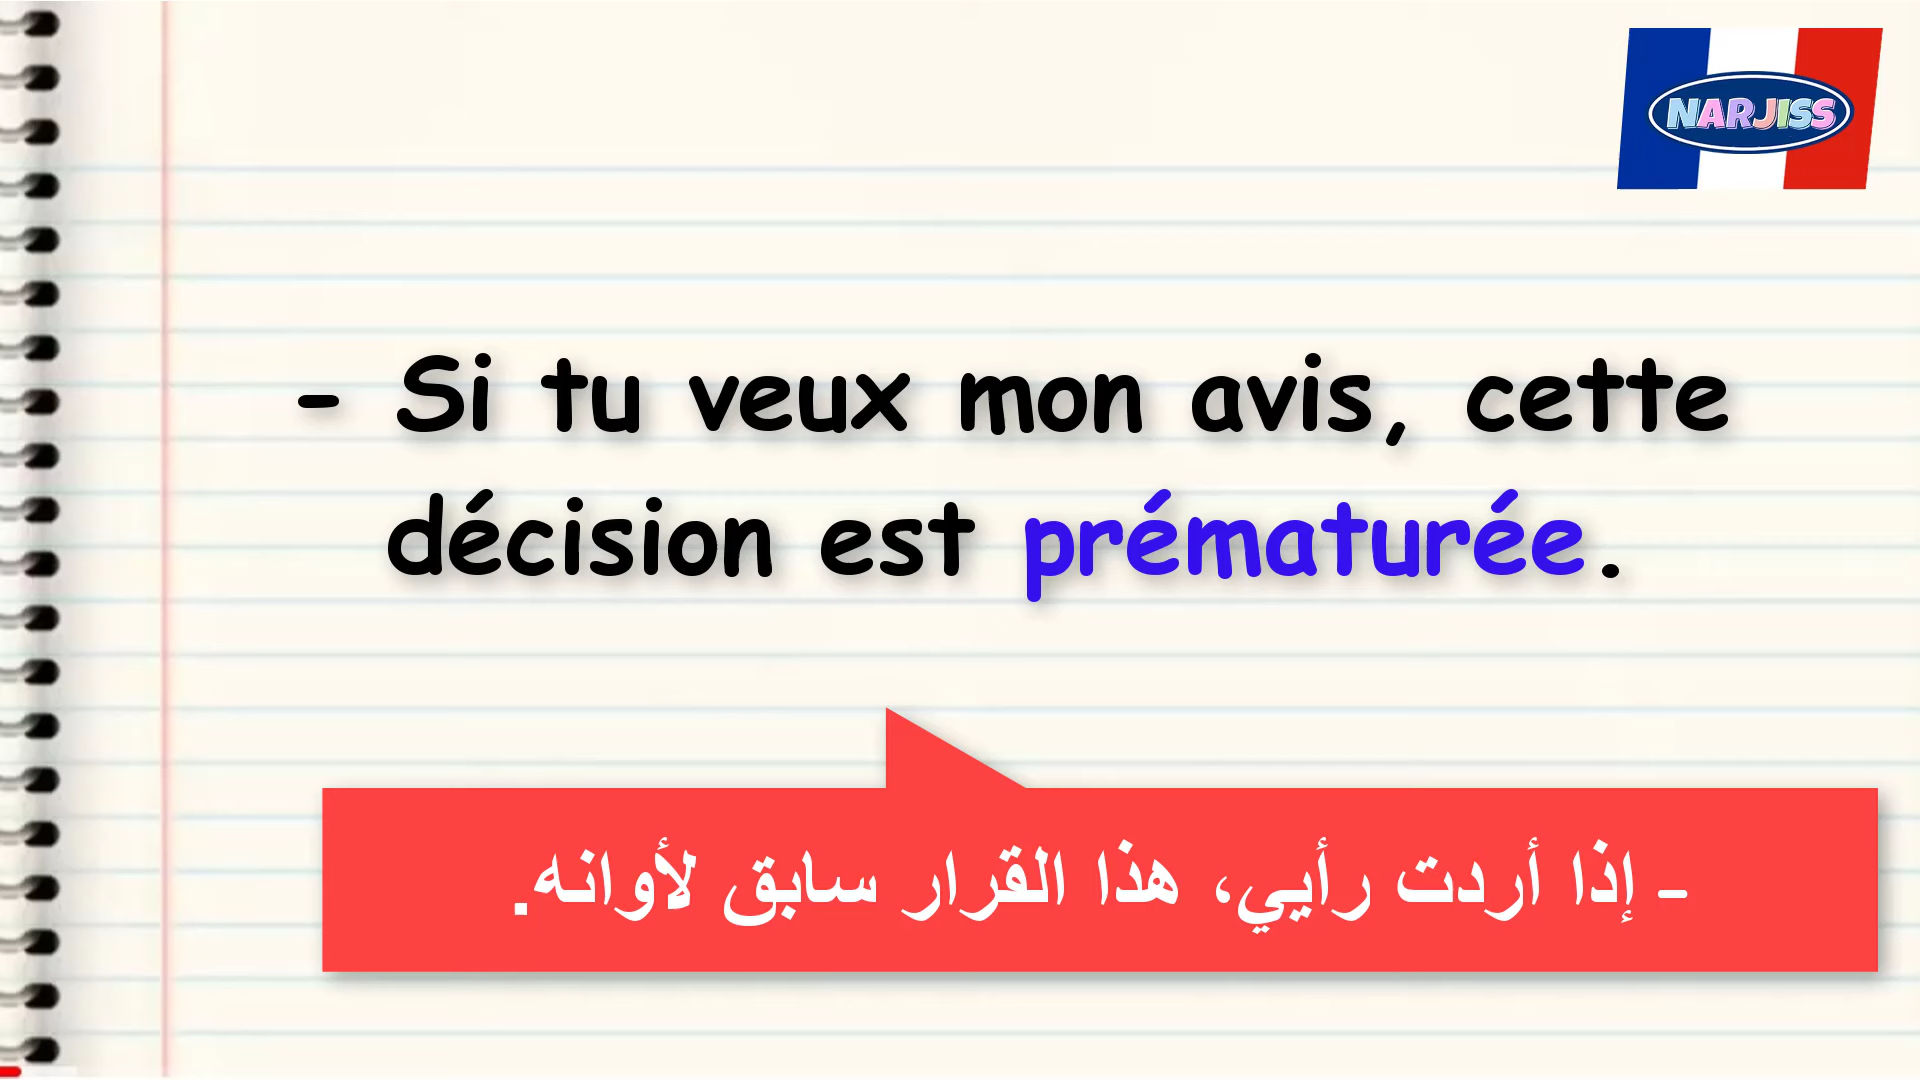 NARJISS
- Si tu veux mon avis, cette
décision est prématurée.
- إذا أردت رأيي، هذا القرار سابق لأوانه.